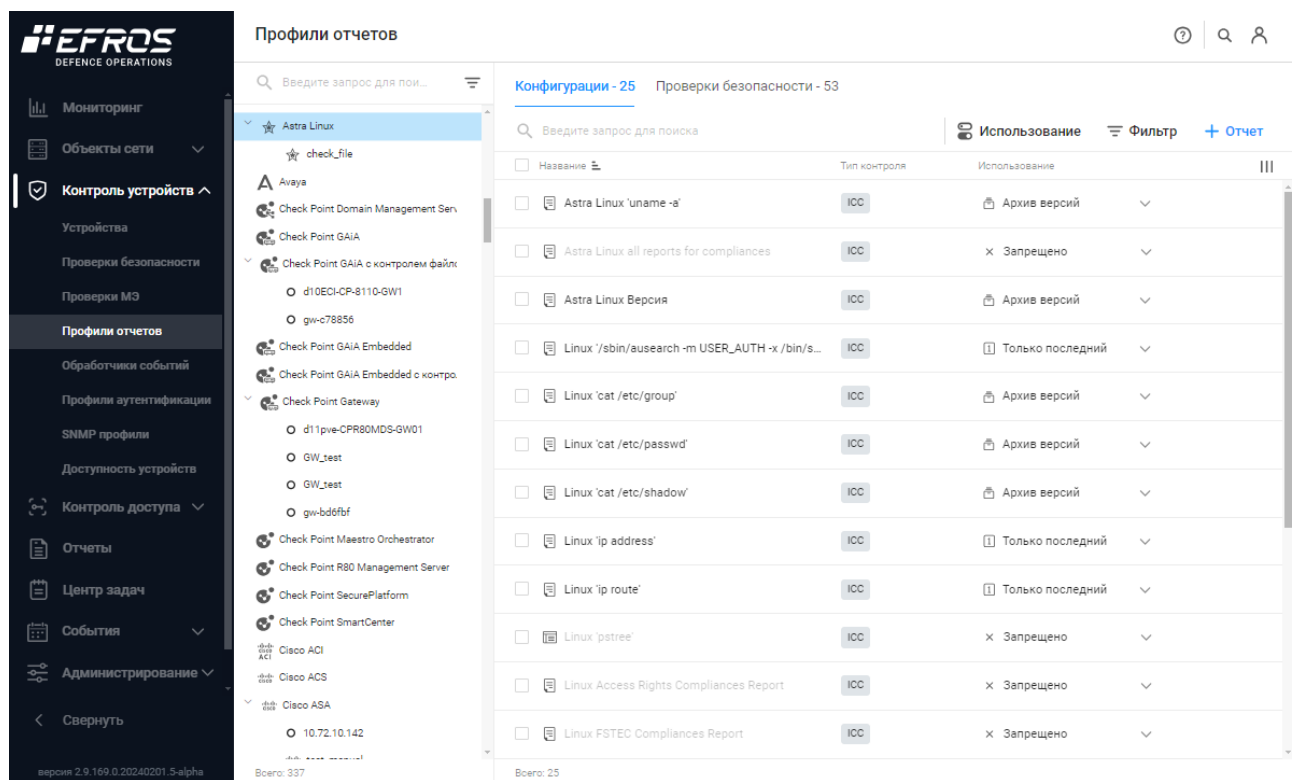 EFROS
DEFENCE OPERATIONS
Мониторинг
Объекты сети
Контроль устройств
Устройства
Проверки безопасности
Проверки МЭ
Профили отчетов
Обработчики событий
Профили аутентификации
SNMP профили
Доступность устройств
Контроль доступа
Отчеты
Центр задач
События
Администрирование
Свернуть
версия 2.9.169.0.20240201.5-alpha
Профили отчетов
Введите запрос для пои...
Astra Linux
check_file
Avaya
Check Point Domain Management Serv
Check Point GAiA
Check Point GAiA с контролем файло
d10ECI-CP-8110-GW1
gw-c78856
Check Point GAiA Embedded
Check Point GAiA Embedded с контро.
Check Point Gateway
d11pve-CPR80MDS-GW01
GW_test
GW_test
gw-bd6fbf
Check Point Maestro Orchestrator
Check Point R80 Management Server
Check Point SecurePlatform
Check Point SmartCenter
Cisco ACI
Cisco ACS
Cisco ASA
10.72.10.142
Всего: 337
Конфигурации - 25 Проверки безопасности - 53
Введите запрос для поиска Использование Фильтр + Отчет
Название Тип контроля Использование
Astra Linux 'uname -a' ICC Архив версий
Astra Linux all reports for compliances ICC Запрещено
Astra Linux Версия ICC Архив версий
Linux '/sbin/ausearch -m USER_AUTH -x /bin/s... ICC Только последний
Linux 'cat /etc/group' ICC Архив версий
Linux 'cat /etc/passwd' ICC Архив версий
Linux 'cat /etc/shadow' ICC Архив версий
Linux 'ip address' ICC Только последний
Linux 'ip route' ICC Только последний
Linux 'pstree' ICC Запрещено
Linux Access Rights Compliances Report ICC Запрещено
Linux FSTEC Compliances Report ICC Запрещено
Всего: 25